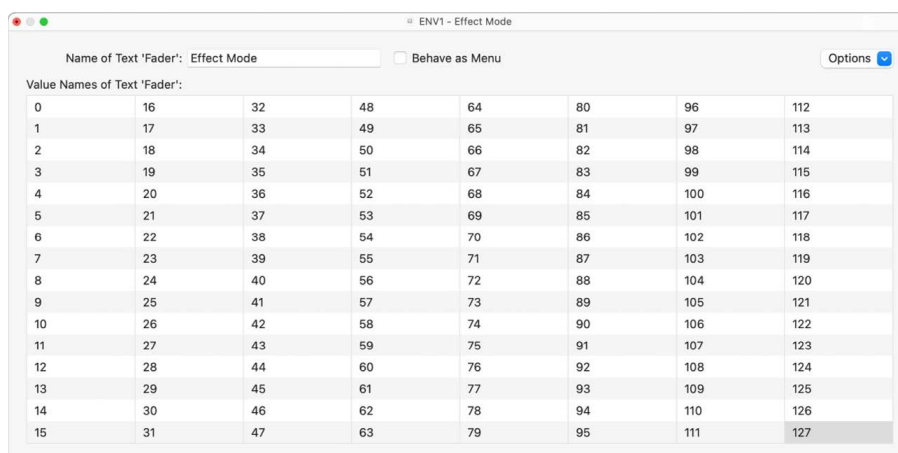 ENV1 - Effect Mode
Name of Text 'Fader': Effect Mode Behave as Menu Options
Value Names of Text 'Fader':
0 16 32 48 64 80 96 112
1 17 33 49 65 81 97 113
2 18 34 50 66 82 98 114
3 19 35 51 67 83 99 115
4 20 36 52 68 84 100 116
5 21 37 53 69 85 101 117
6 22 38 54 70 86 102 118
7 23 39 55 71 87 103 119
8 24 40 56 72 88 104 120
9 25 41 57 73 89 105 121
10 26 42 58 74 90 106 122
11 27 43 59 75 91 107 123
12 28 44 60 76 92 108 124
13 29 45 61 77 93 109 125
14 30 46 62 78 94 110 126
15 31 47 63 79 95 111 127